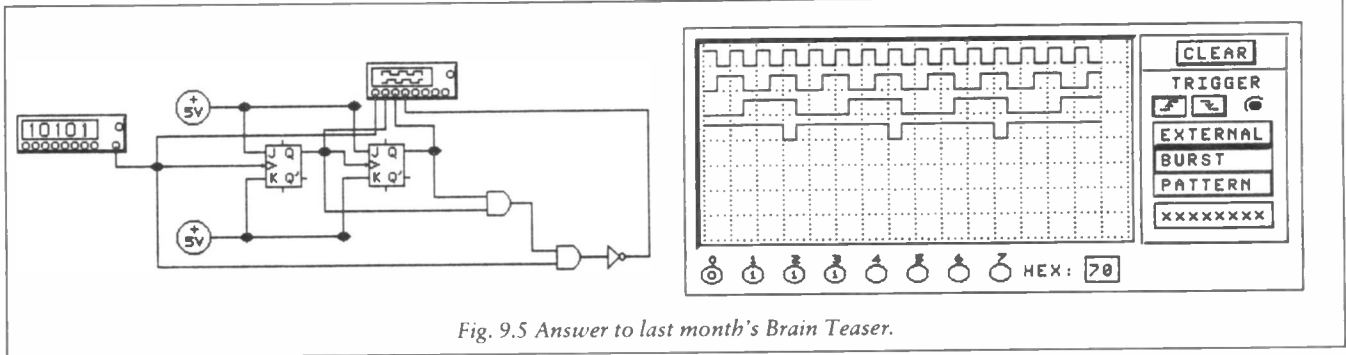 10101
+
5V
+
5V
J Q
K Q'
J Q
K Q'
CLEAR
TRIGGER
EXTERNAL
BURST
PATTERN
xxxxxxxx
0 1 2 3 4 5 6 7
0 1 1 1
HEX: 70
Fig. 9.5 Answer to last month's Brain Teaser.